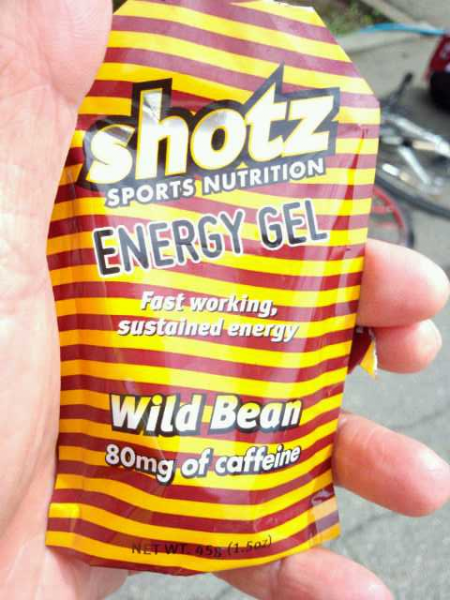 shotz
SPORTS NUTRITION
ENERGY GEL
Fast working,
sustained energy
Wild Bean
80mg of caffeine
NET WT. 45g (1.5oz)